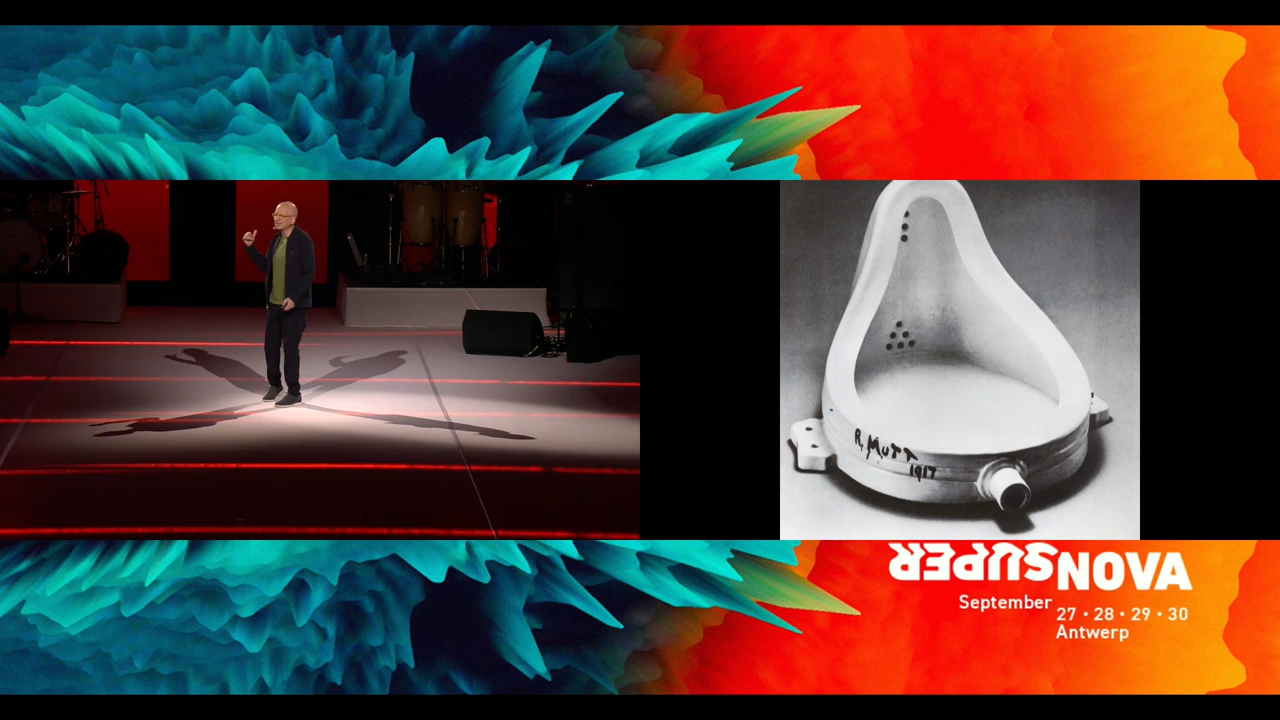 R. MUTT
1917
SUPERNOVA
September
27 • 28 • 29 • 30
Antwerp